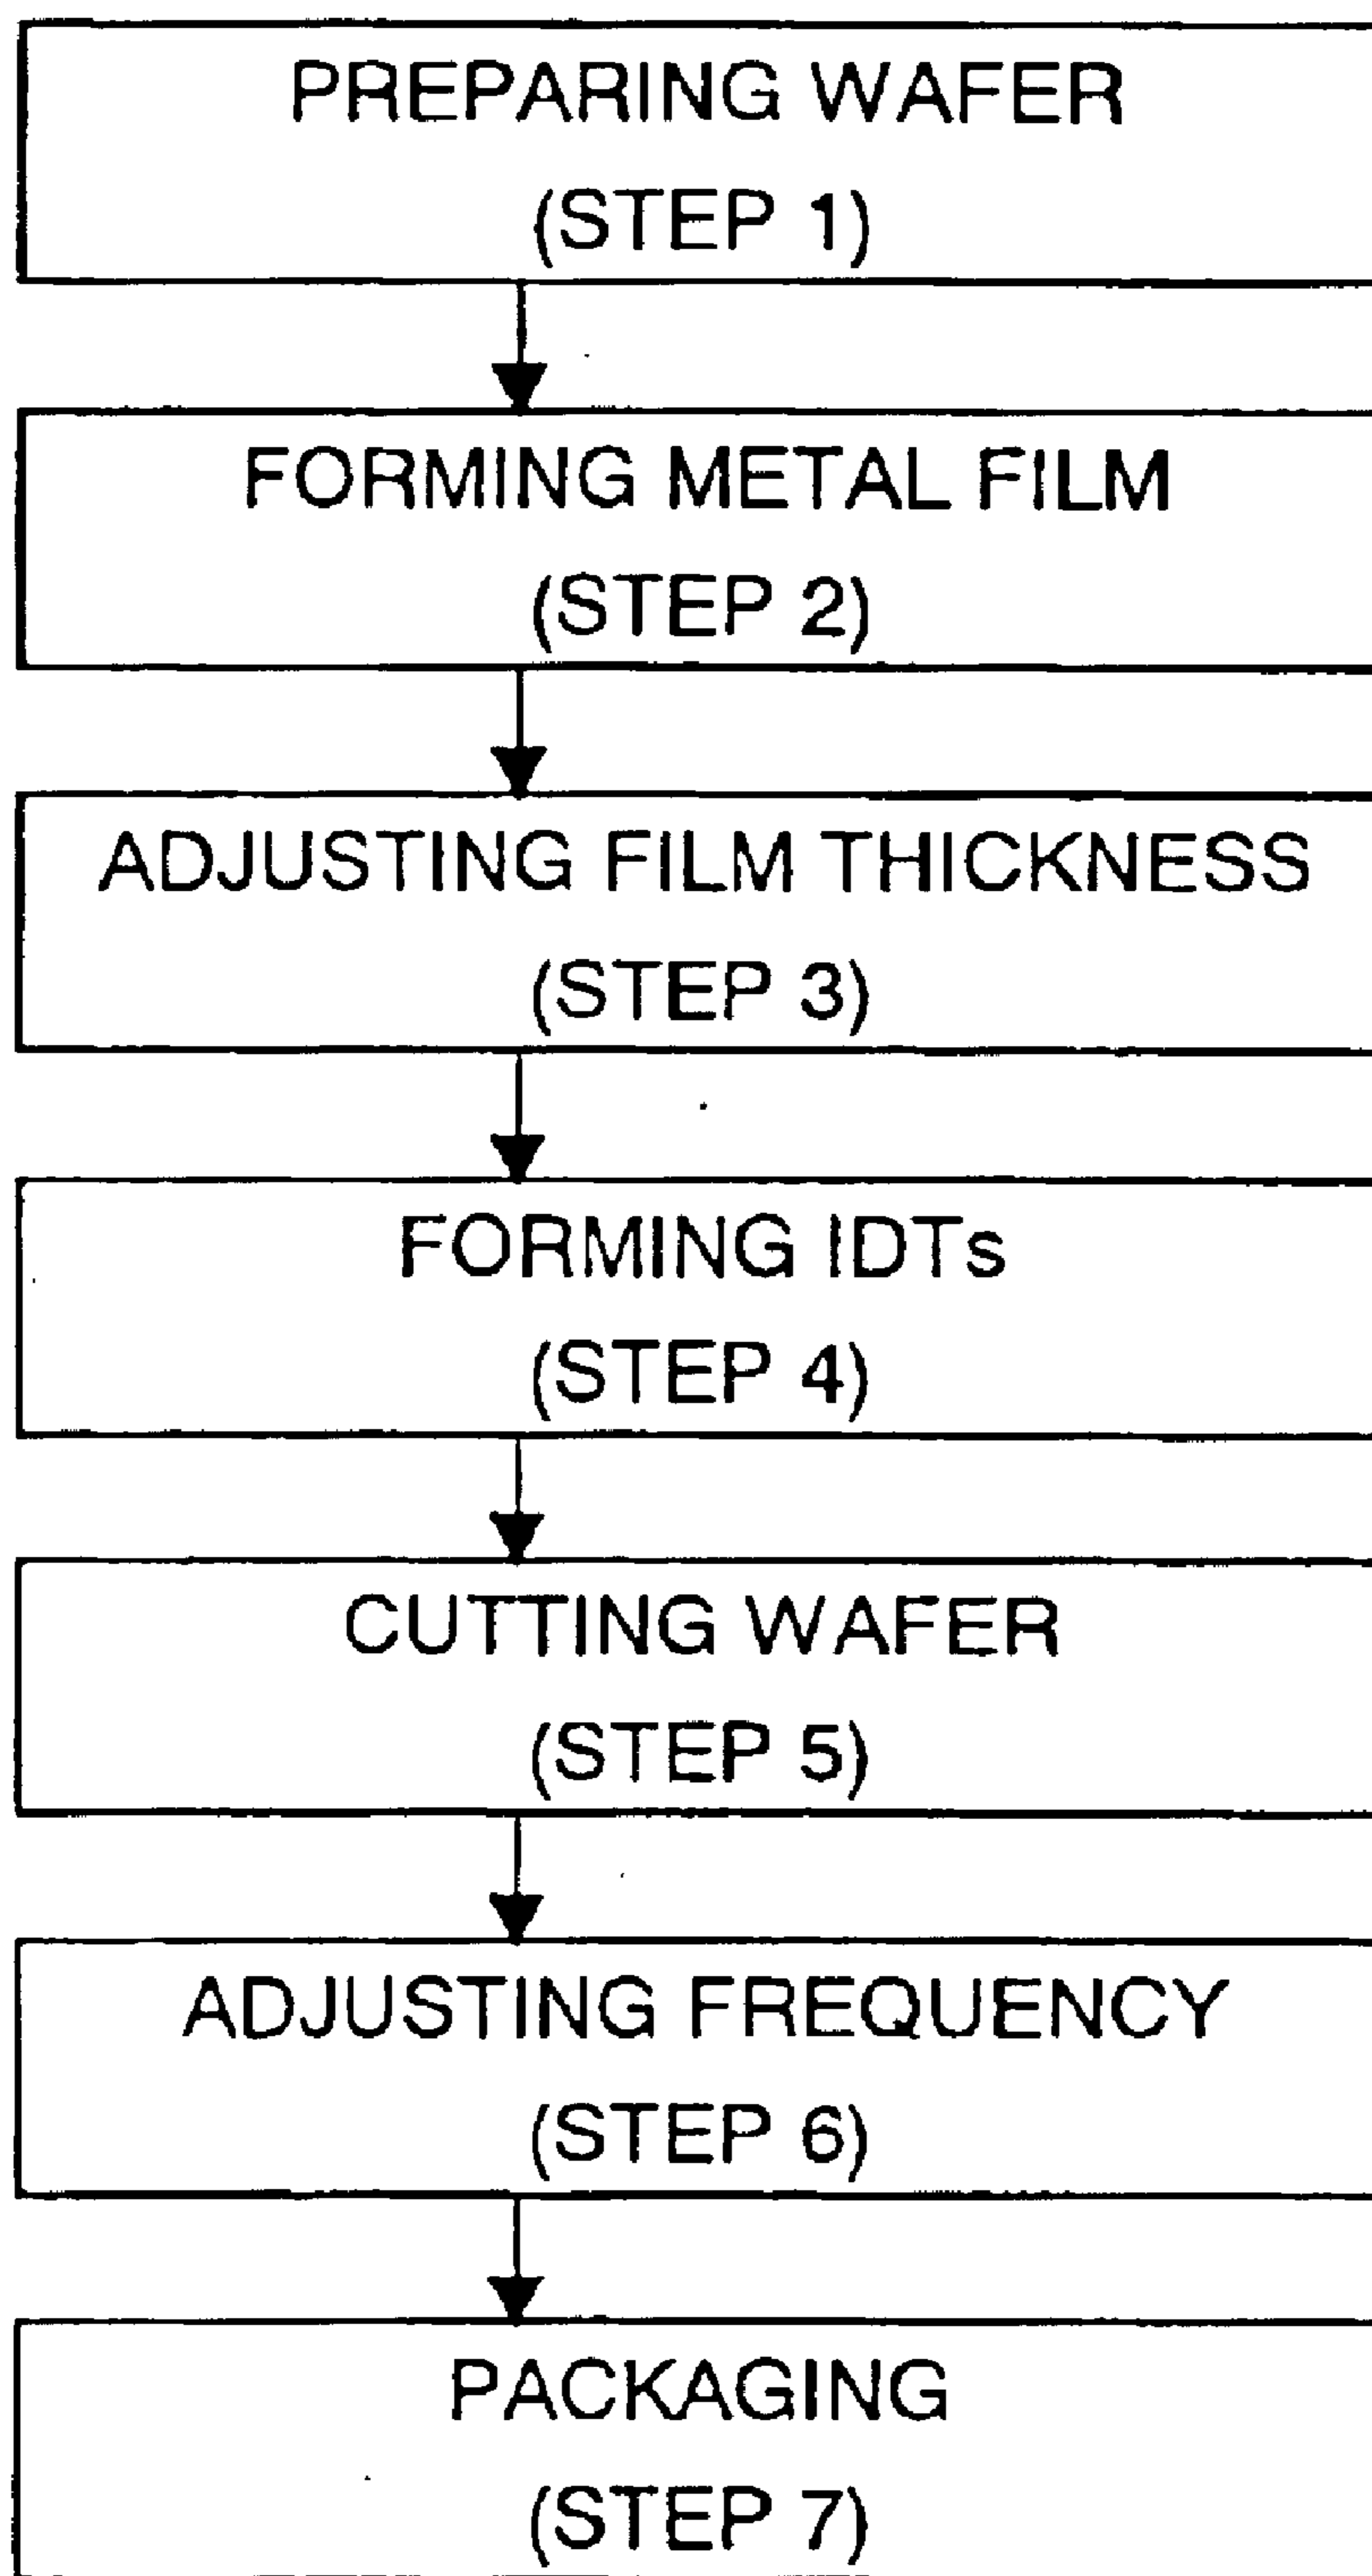 PREPARING WAFER
(STEP 1)
FORMING METAL FILM
(STEP 2)
ADJUSTING FILM THICKNESS
(STEP 3)
FORMING IDTs
(STEP 4)
CUTTING WAFER
(STEP 5)
ADJUSTING FREQUENCY
(STEP 6)
PACKAGING
(STEP 7)